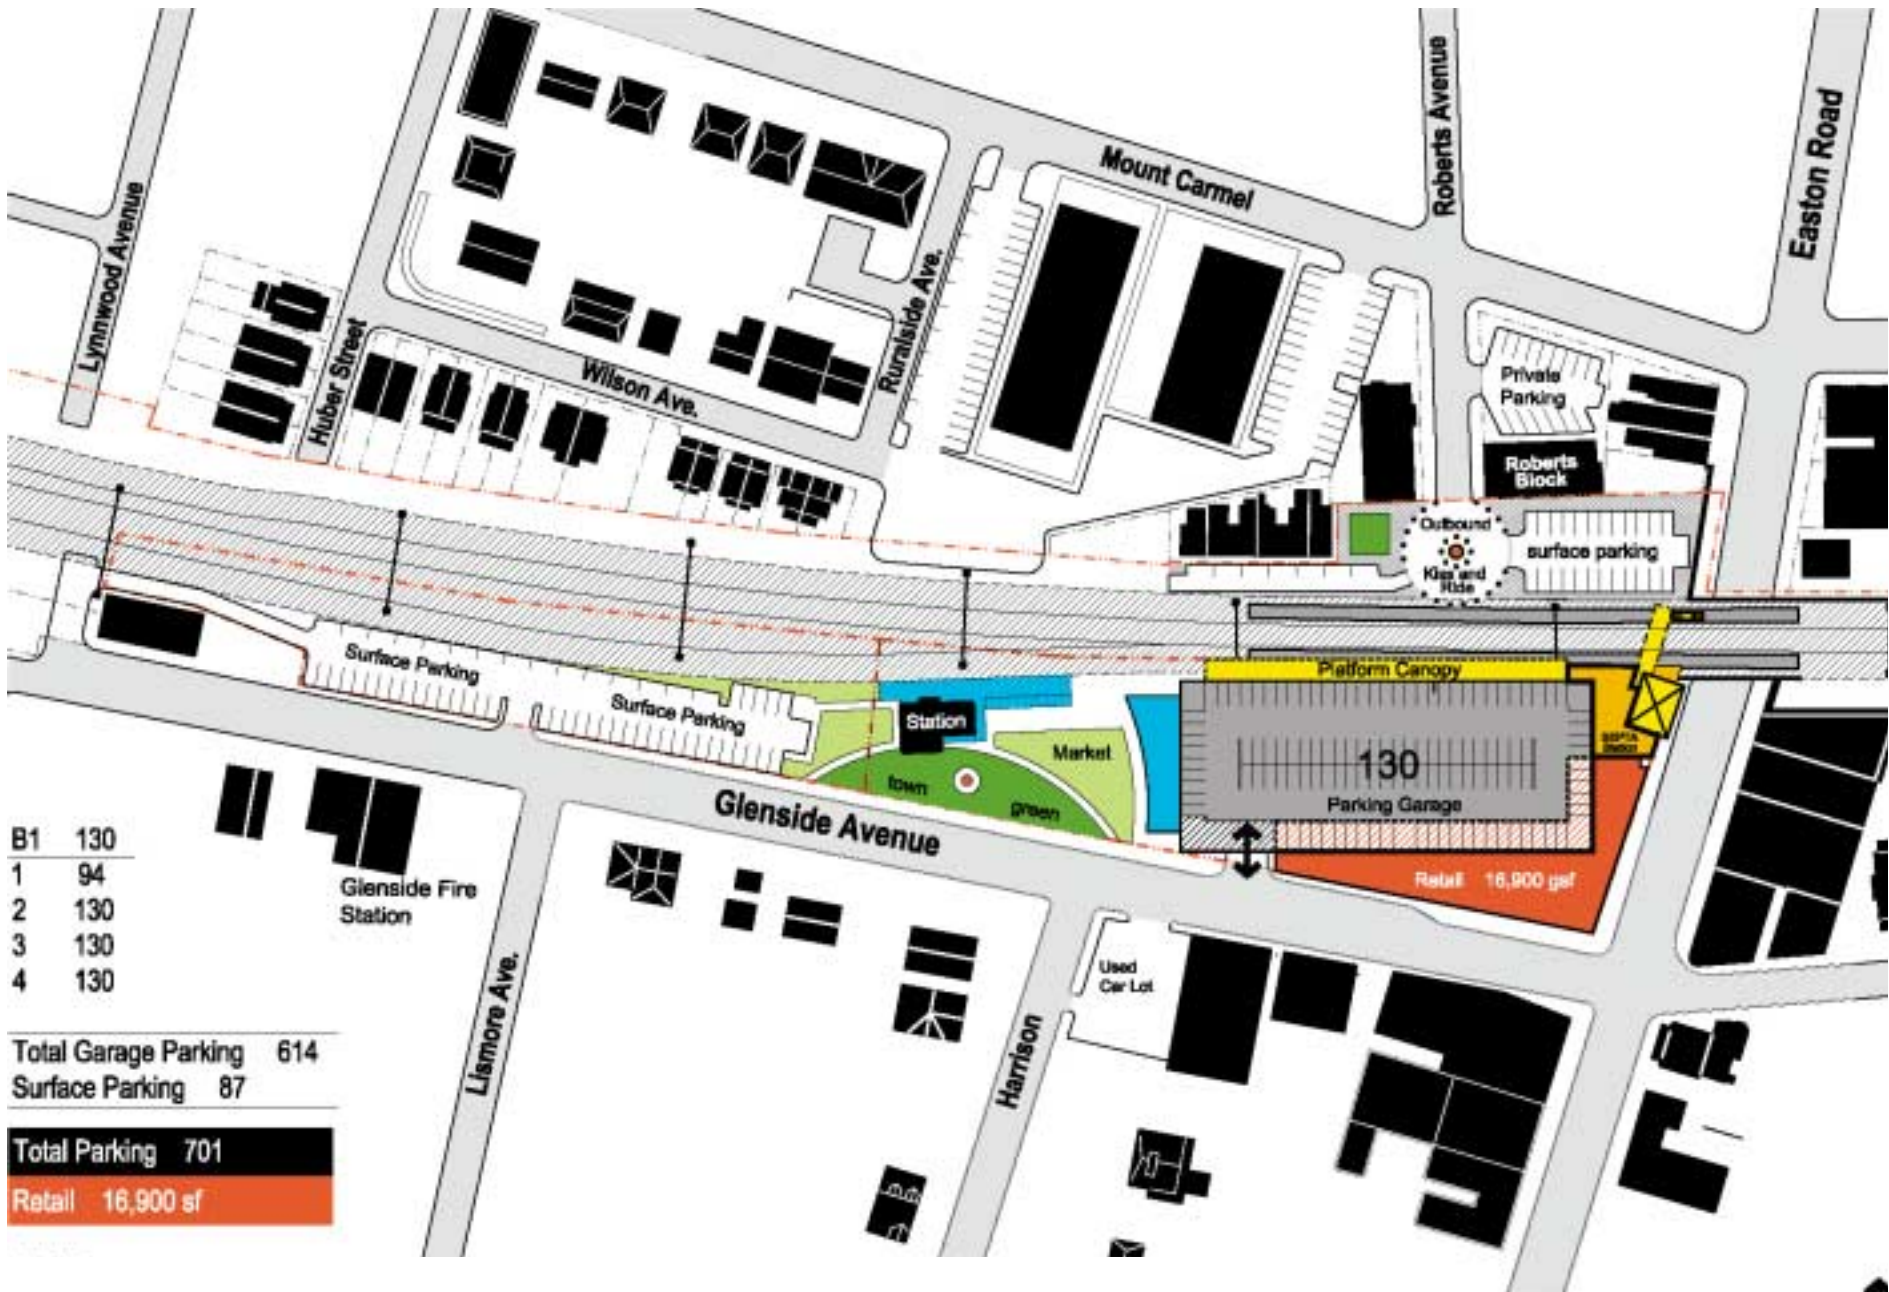 Mount Carmel
Roberts Avenue
Easton Road
Lynnwood Avenue
Huber Street
Wilson Ave.
Ruralside Ave.
Private
Parking
Roberts
Block
Outbound
Kiss and
Ride
surface parking
Surface Parking
Surface Parking
Station
Market
town
green
Platform Canopy
130
Parking Garage
Retail 16,900 gsf
Glenside Avenue
Glenside Fire
Station
Lismore Ave.
Harrison
Used
Car Lot
B1 130
1 94
2 130
3 130
4 130
Total Garage Parking 614
Surface Parking 87
Total Parking 701
Retail 16,900 sf